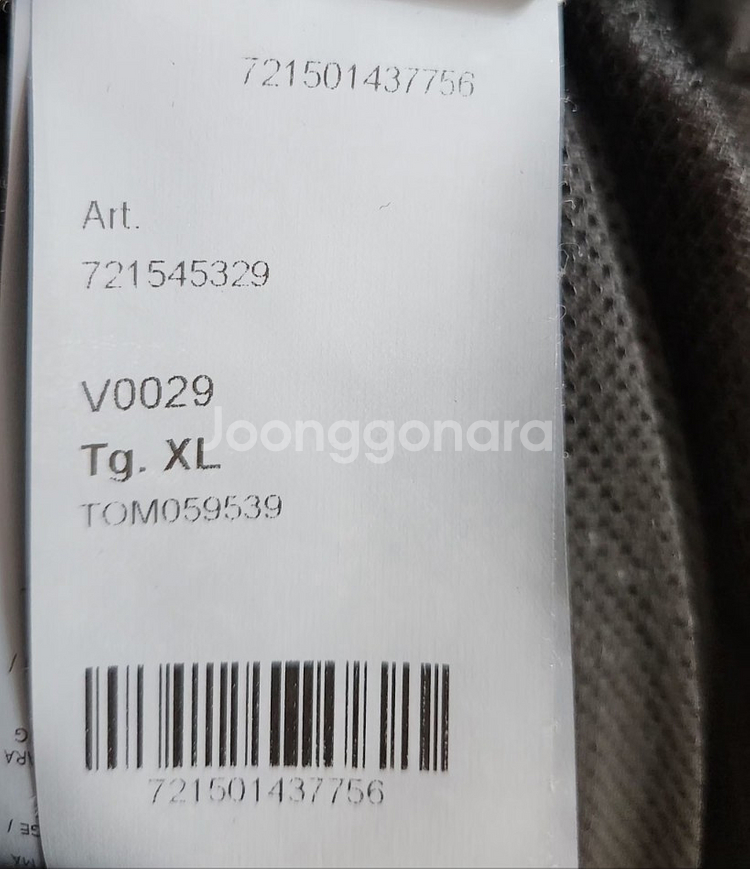 721501437756
Art.
721545329
V0029
Joonggonara
Tg. XL
TOM059539
721501437756